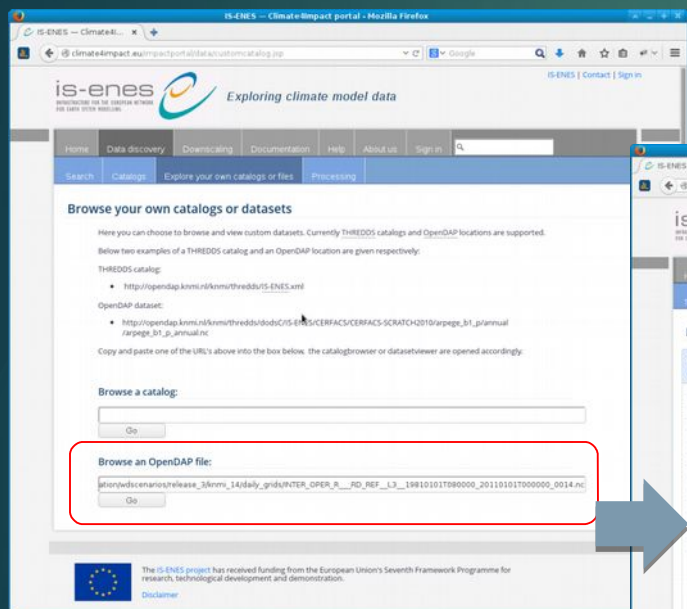 IS-ENES — Climate4Impact portal - Mozilla Firefox
IS-ENES — Climate4I...
climate4impact.eu/impactportal/data/customcatalog.jsp
Google
IS-ENES | Contact | Sign in
is-enes
INFRASTRUCTURE FOR THE EUROPEAN NETWORK
FOR EARTH SYSTEM MODELLING
Exploring climate model data
Home Data discovery Downscaling Documentation Help About us Sign in
Search Catalogs Explore your own catalogs or files Processing
Browse your own catalogs or datasets
Here you can choose to browse and view custom datasets. Currently THREDDS catalogs and OpenDAP locations are supported.
Below two examples of a THREDDS catalog and an OpenDAP location are given respectively:
THREDDS catalog:
• http://opendap.knmi.nl/knmi/thredds/IS-ENES.xml
OpenDAP dataset:
• http://opendap.knmi.nl/knmi/thredds/dodsC/IS-ENES/CERFACS/CERFACS-SCRATCH2010/arpege_b1_p/annual
/arpege_b1_p_annual.nc
Copy and paste one of the URL's above into the box below. the catalogbrowser or datasetviewer are opened accordingly.
Browse a catalog:
Go
Browse an OpenDAP file:
ation/wdscenarios/release_3/knmi_14/daily_grids/INTER_OPER_R___RD_REF__L3__19810101T080000_20110101T000000_0014.nc
Go
The IS-ENES project has received funding from the European Union's Seventh Framework Programme for
research, technological development and demonstration.
Disclaimer
IS-ENES